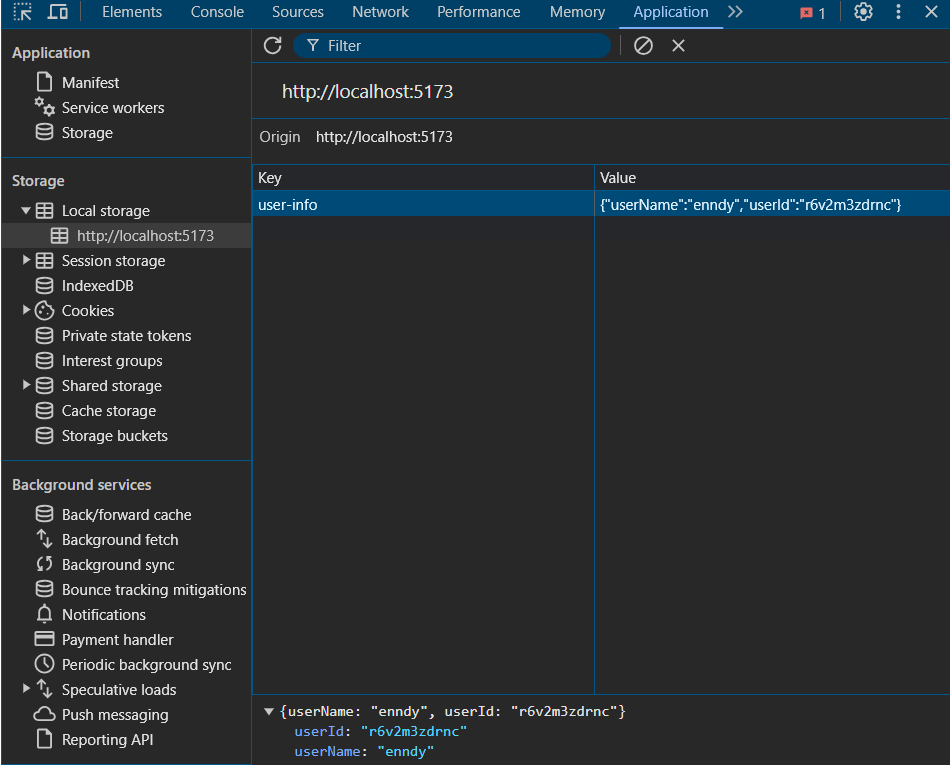 Elements Console Sources Network Performance Memory Application 1
Application
Manifest
Service workers
Storage
Storage
Local storage
http://localhost:5173
Session storage
IndexedDB
Cookies
Private state tokens
Interest groups
Shared storage
Cache storage
Storage buckets
Background services
Back/forward cache
Background fetch
Background sync
Bounce tracking mitigations
Notifications
Payment handler
Periodic background sync
Speculative loads
Push messaging
Reporting API
Filter
http://localhost:5173
Origin http://localhost:5173
Key Value
user-info {"userName":"enndy","userId":"r6v2m3zdrnc"}
{userName: "enndy", userId: "r6v2m3zdrnc"}
userId: "r6v2m3zdrnc"
userName: "enndy"